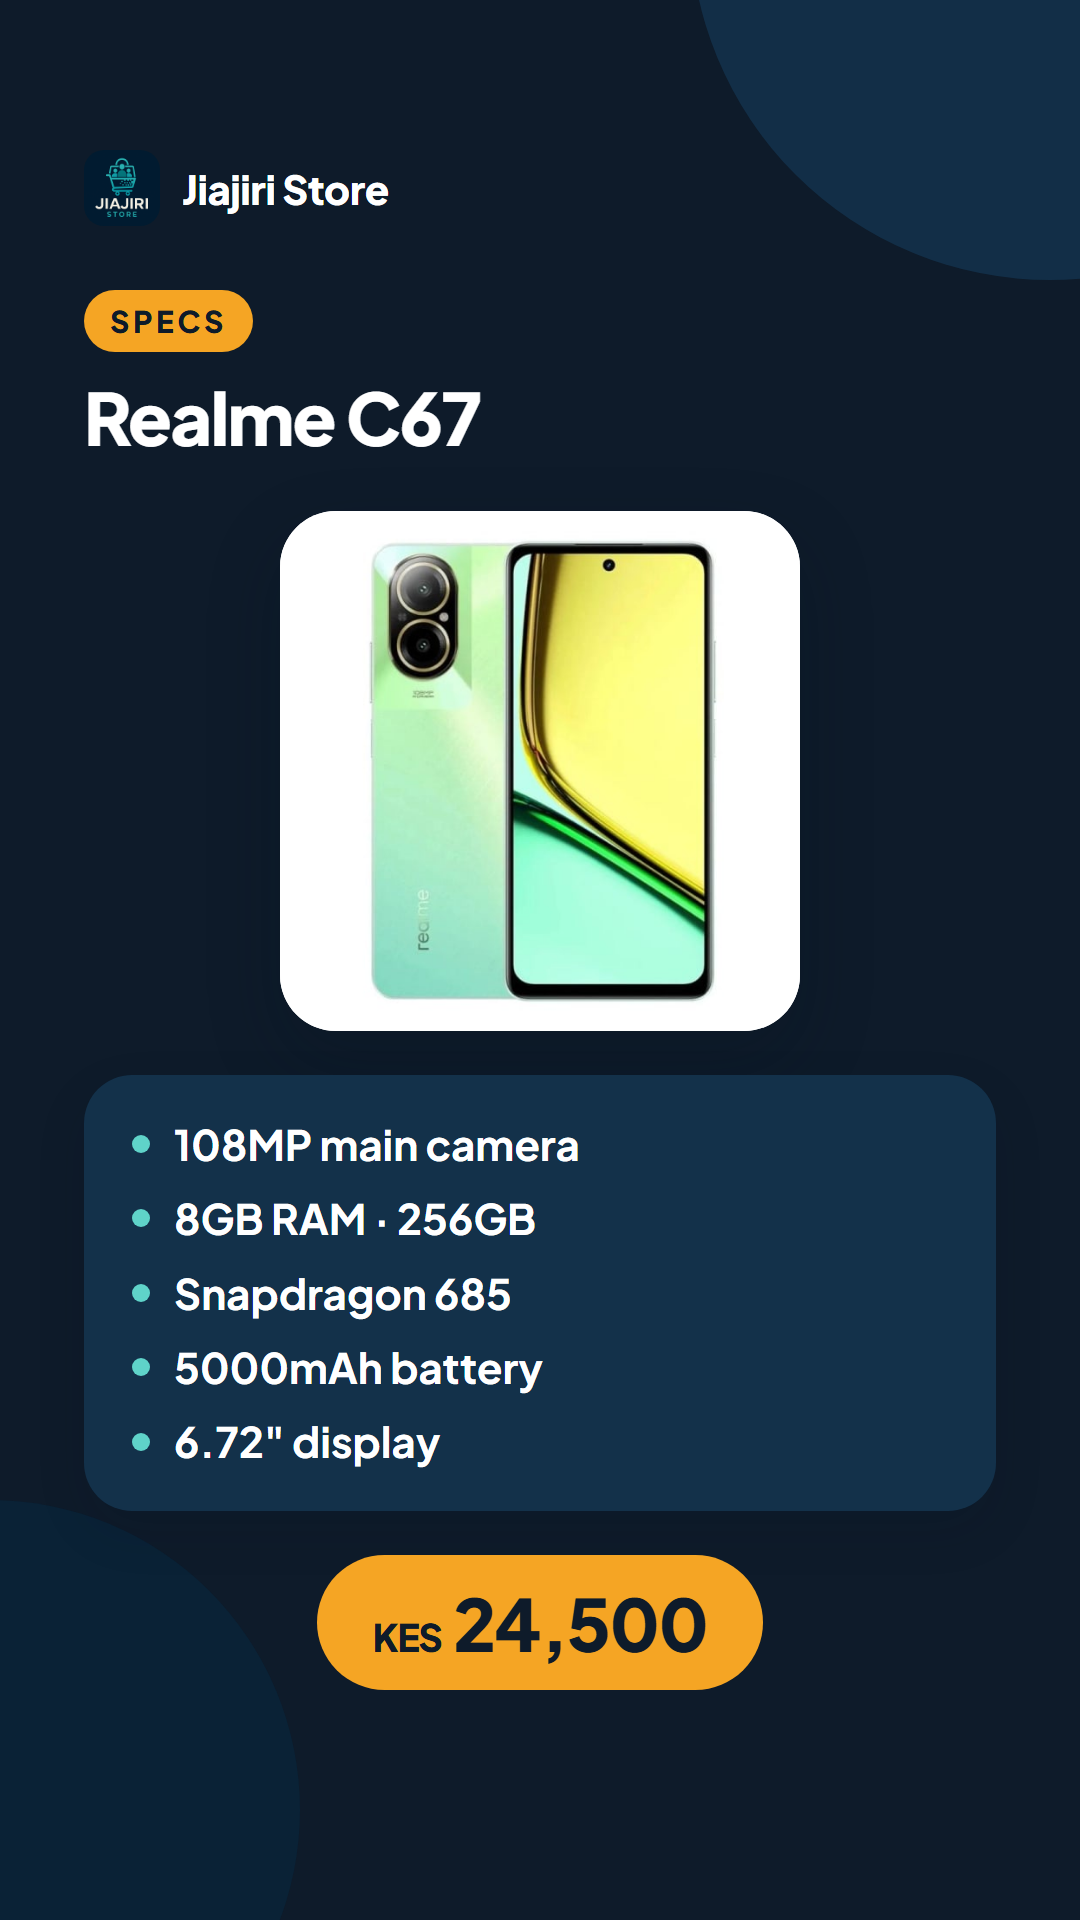 JIAJIRI
STORE
Jiajiri Store
SPECS
Realme C67
108MP
realme
108MP main camera
8GB RAM · 256GB
Snapdragon 685
5000mAh battery
6.72" display
KES 24,500